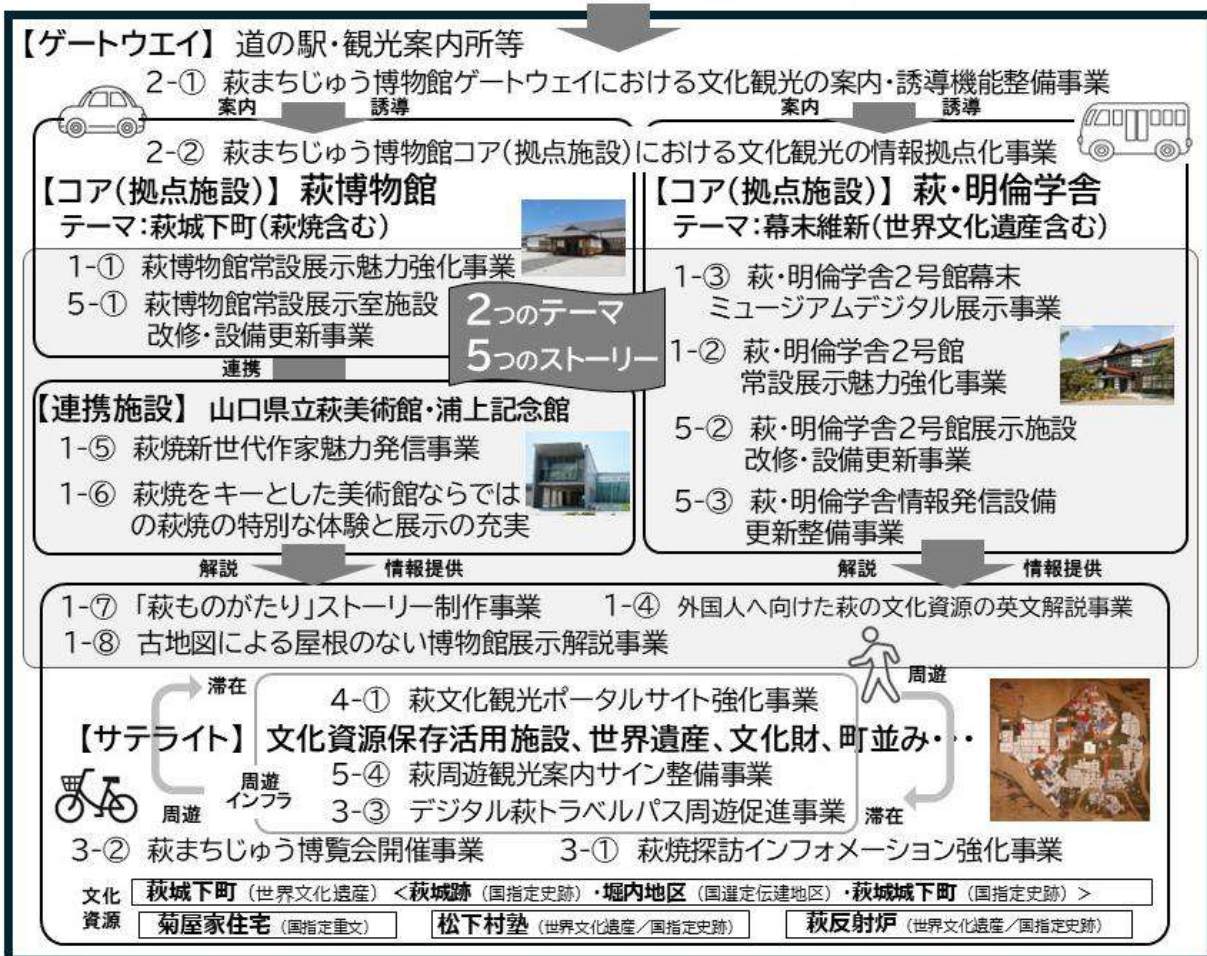 【ゲートウエイ】 道の駅・観光案内所等
2-① 萩まちじゅう博物館ゲートウェイにおける文化観光の案内・誘導機能整備事業
案内 誘導
案内 誘導
2-② 萩まちじゅう博物館コア(拠点施設)における文化観光の情報拠点化事業
【コア(拠点施設)】 萩博物館
テーマ:萩城下町(萩焼含む)
1-① 萩博物館常設展示魅力強化事業
5-① 萩博物館常設展示室施設
改修・設備更新事業
【コア(拠点施設)】 萩・明倫学舎
テーマ:幕末維新(世界文化遺産含む)
1-③ 萩・明倫学舎2号館幕末
ミュージアムデジタル展示事業
1-② 萩・明倫学舎2号館
常設展示魅力強化事業
5-② 萩・明倫学舎2号館展示施設
改修・設備更新事業
5-③ 萩・明倫学舎情報発信設備
更新整備事業
2つのテーマ
5つのストーリー
連携
【連携施設】 山口県立萩美術館・浦上記念館
1-⑤ 萩焼新世代作家魅力発信事業
1-⑥ 萩焼をキーとした美術館ならでは
の萩焼の特別な体験と展示の充実
解説 情報提供
解説 情報提供
1-⑦ 「萩ものがたり」ストーリー制作事業
1-④ 外国人へ向けた萩の文化資源の英文解説事業
1-⑧ 古地図による屋根のない博物館展示解説事業
滞在
周遊
4-① 萩文化観光ポータルサイト強化事業
【サテライト】 文化資源保存活用施設、世界遺産、文化財、町並み・・・
5-④ 萩周遊観光案内サイン整備事業
周遊
インフラ
3-③ デジタル萩トラベルパス周遊促進事業
周遊
滞在
3-② 萩まちじゅう博覧会開催事業
3-① 萩焼探訪インフォメーション強化事業
文化
資源
萩城下町(世界文化遺産) <萩城跡(国指定史跡)・堀内地区(国選定伝建地区)・萩城城下町(国指定史跡)>
菊屋家住宅(国指定重文)
松下村塾(世界文化遺産/国指定史跡)
萩反射炉(世界文化遺産/国指定史跡)